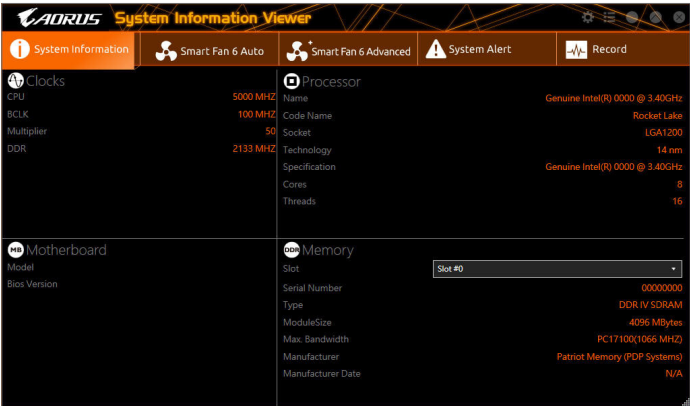 AORUS System Information Viewer
System Information Smart Fan 6 Auto Smart Fan 6 Advanced System Alert Record
Clocks
CPU 5000 MHZ
BCLK 100 MHZ
Multiplier 50
DDR 2133 MHZ
Processor
Name Genuine Intel(R) 0000 @ 3.40GHz
Code Name Rocket Lake
Socket LGA1200
Technology 14 nm
Specification Genuine Intel(R) 0000 @ 3.40GHz
Cores 8
Threads 16
MB Motherboard
Model
Bios Version
DDR Memory
Slot Slot #0
Serial Number 00000000
Type DDR IV SDRAM
ModuleSize 4096 MBytes
Max. Bandwidth PC17100(1066 MHZ)
Manufacturer Patriot Memory (PDP Systems)
Manufacturer Date N/A